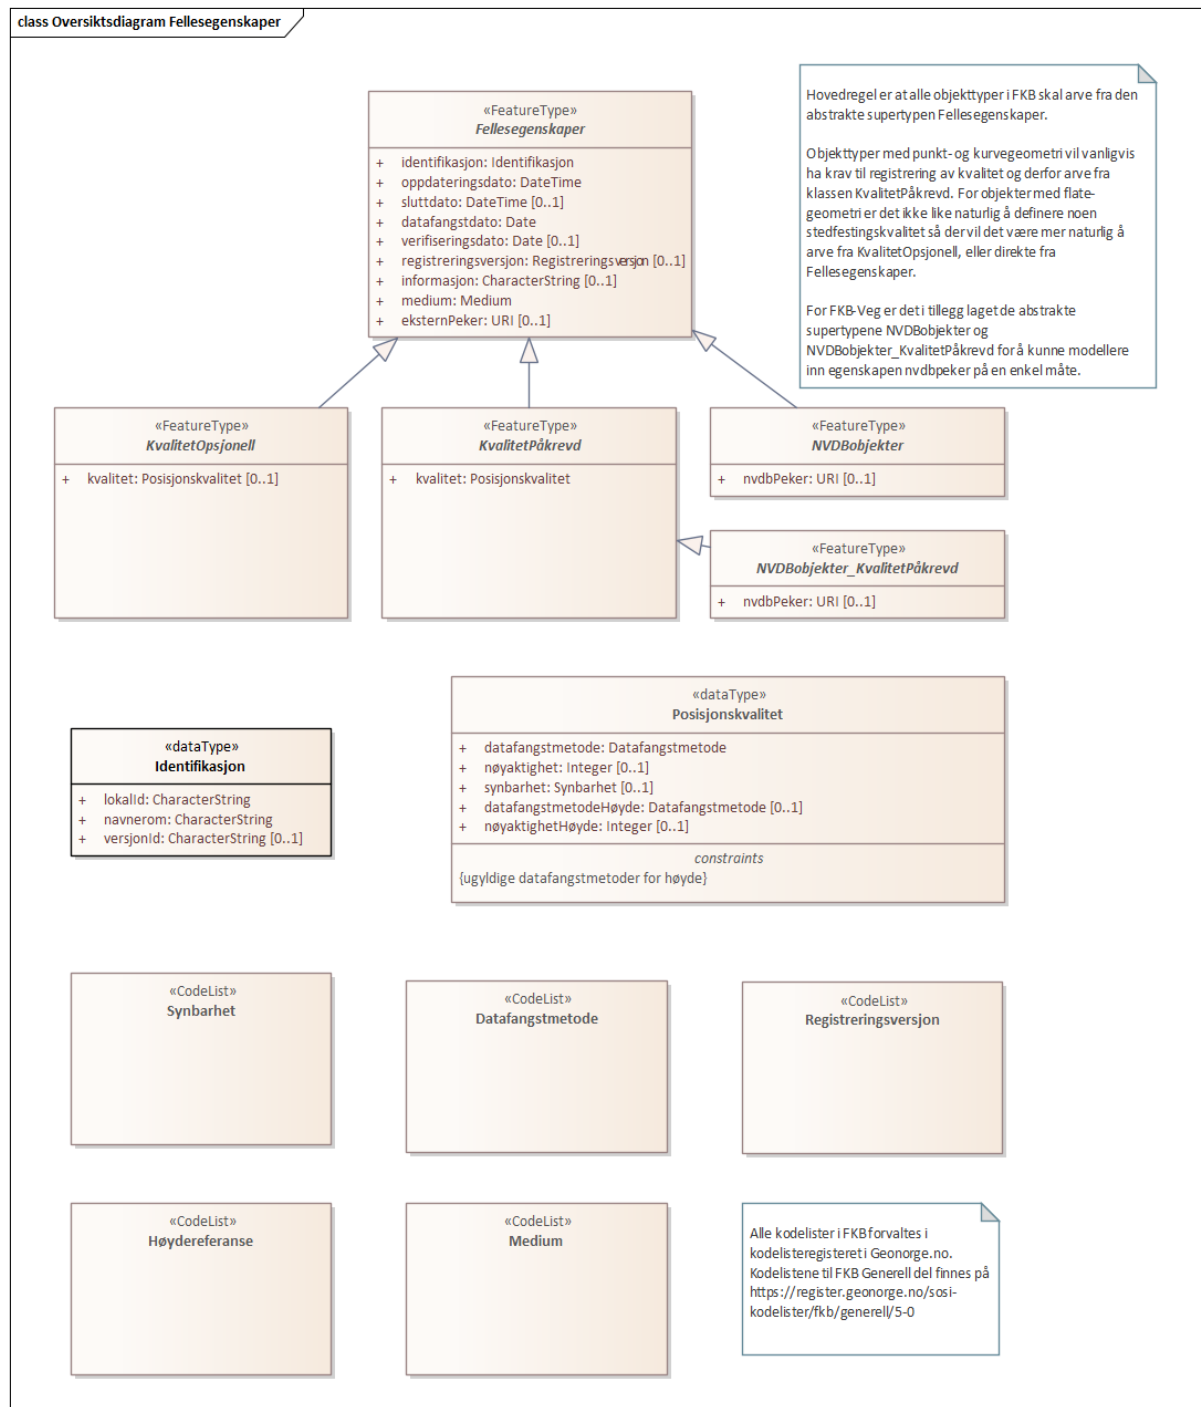 class Oversiktsdiagram Fellesegenskaper
«FeatureType»
Fellesegenskaper
+ identifikasjon: Identifikasjon
+ oppdateringsdato: DateTime
+ sluttdato: DateTime [0..1]
+ datafangstdato: Date
+ verifiseringsdato: Date [0..1]
+ registreringsversjon: Registreringsversjon [0..1]
+ informasjon: CharacterString [0..1]
+ medium: Medium
+ eksternPeker: URI [0..1]
Hovedregel er at alle objekttyper i FKB skal arve fra den
abstrakte supertypen Fellesegenskaper.
Objekttyper med punkt- og kurvegeometri vil vanligvis
ha krav til registrering av kvalitet og derfor arve fra
klassen KvalitetPåkrevd. For objekter med flate-
geometri er det ikke like naturlig å definere noen
stedfestingskvalitet så der vil det være mer naturlig å
arve fra KvalitetOpsjonell, eller direkte fra
Fellesegenskaper.
For FKB-Veg er det i tillegg laget de abstrakte
supertypene NVDBobjekter og
NVDBobjekter_KvalitetPåkrevd for å kunne modellere
inn egenskapen nvdbpeker på en enkel måte.
«FeatureType»
KvalitetOpsjonell
+ kvalitet: Posisjonskvalitet [0..1]
«FeatureType»
KvalitetPåkrevd
+ kvalitet: Posisjonskvalitet
«FeatureType»
NVDBobjekter
+ nvdbPeker: URI [0..1]
«FeatureType»
NVDBobjekter_KvalitetPåkrevd
+ nvdbPeker: URI [0..1]
«dataType»
Identifikasjon
+ lokalId: CharacterString
+ navnerom: CharacterString
+ versjonId: CharacterString [0..1]
«dataType»
Posisjonskvalitet
+ datafangstmetode: Datafangstmetode
+ nøyaktighet: Integer [0..1]
+ synbarhet: Synbarhet [0..1]
+ datafangstmetodeHøyde: Datafangstmetode [0..1]
+ nøyaktighetHøyde: Integer [0..1]
constraints
{ugyldige datafangstmetoder for høyde}
«CodeList»
Synbarhet
«CodeList»
Datafangstmetode
«CodeList»
Registreringsversjon
«CodeList»
Høydereferanse
«CodeList»
Medium
Alle kodelister i FKB forvaltes i
kodelisteregisteret i Geonorge.no.
Kodelistene til FKB Generell del finnes på
https://register.geonorge.no/sosi-
kodelister/fkb/generell/5-0